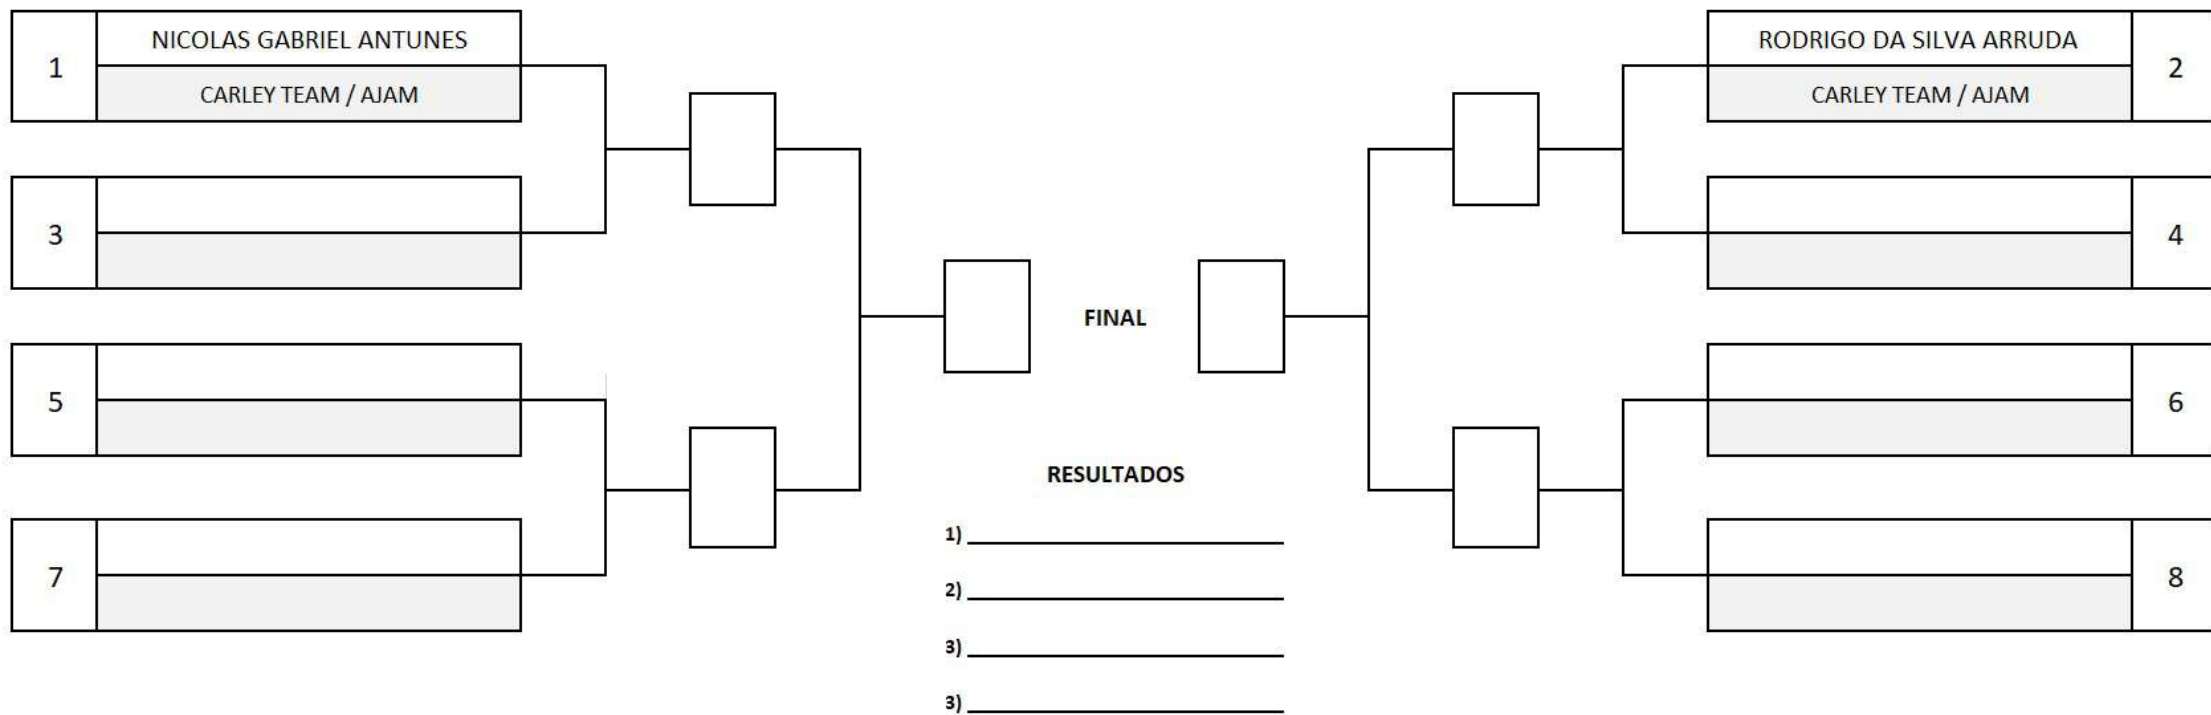 1
NICOLAS GABRIEL ANTUNES
CARLEY TEAM / AJAM
3
5
7
FINAL
RESULTADOS
1)
2)
3)
3)
RODRIGO DA SILVA ARRUDA
CARLEY TEAM / AJAM
2
4
6
8